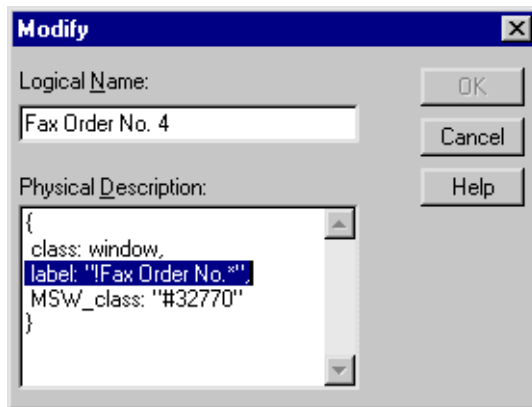 Modify
Logical Name:
OK
Fax Order No. 4
Cancel
Physical Description:
Help
{
class: window,
label: "!Fax Order No.*",
MSW_class: "#32770"
}